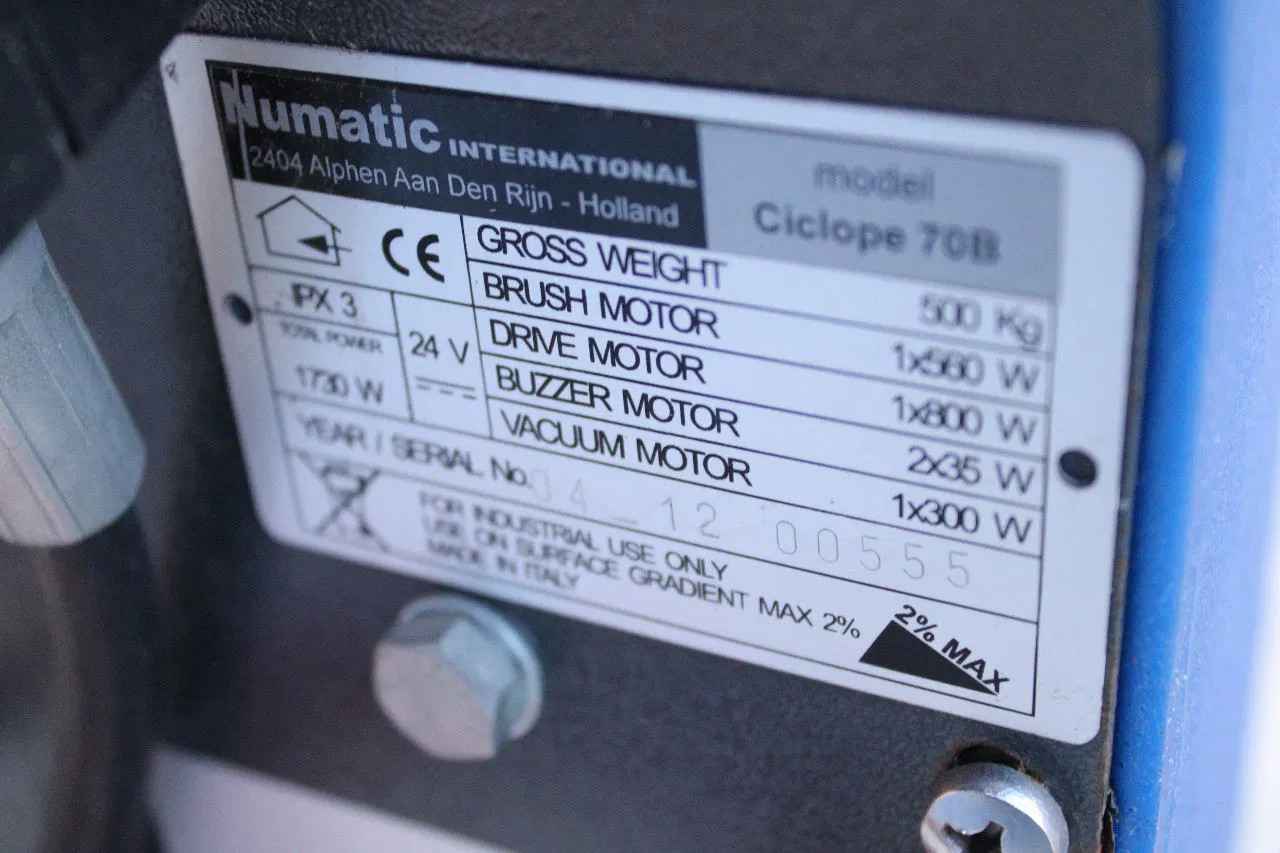 Numatic INTERNATIONAL
2404 Alphen Aan Den Rijn - Holland
model
Ciclope 70B
CE
GROSS WEIGHT 500 Kg
BRUSH MOTOR 1x560 W
DRIVE MOTOR 1x800 W
BUZZER MOTOR 2x35 W
VACUUM MOTOR 1x300 W
IPX 3
TOTAL POWER
1730 W
24 V
YEAR / SERIAL No. 04-12 00555
FOR INDUSTRIAL USE ONLY
USE ON SURFACE GRADIENT MAX 2%
MADE IN ITALY
2% MAX